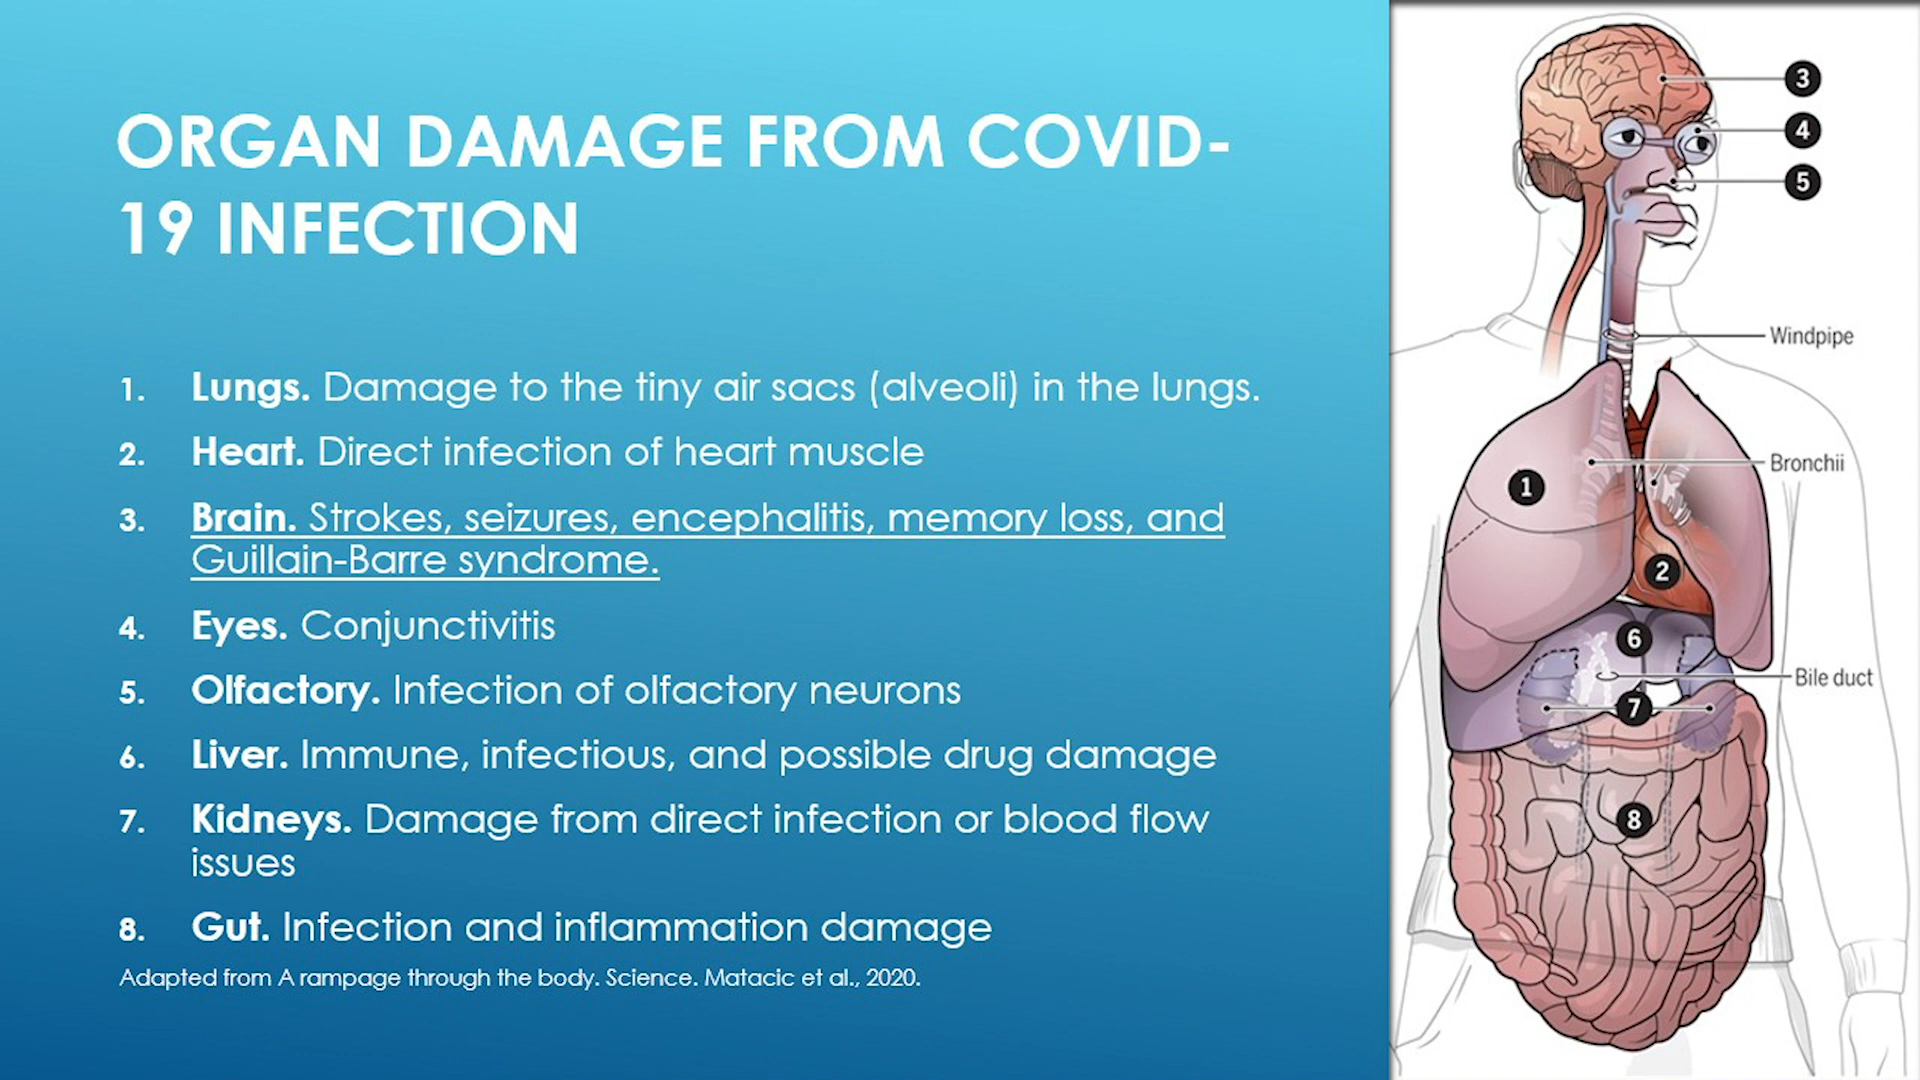 ORGAN DAMAGE FROM COVID-
19 INFECTION
1. Lungs. Damage to the tiny air sacs (alveoli) in the lungs.
2. Heart. Direct infection of heart muscle
3. Brain. Strokes, seizures, encephalitis, memory loss, and
Guillain-Barre syndrome.
4. Eyes. Conjunctivitis
5. Olfactory. Infection of olfactory neurons
6. Liver. Immune, infectious, and possible drug damage
7. Kidneys. Damage from direct infection or blood flow
issues
8. Gut. Infection and inflammation damage
Adapted from A rampage through the body. Science. Matacic et al., 2020.
3
4
5
Windpipe
Bronchii
1
2
6
Bile duct
7
8